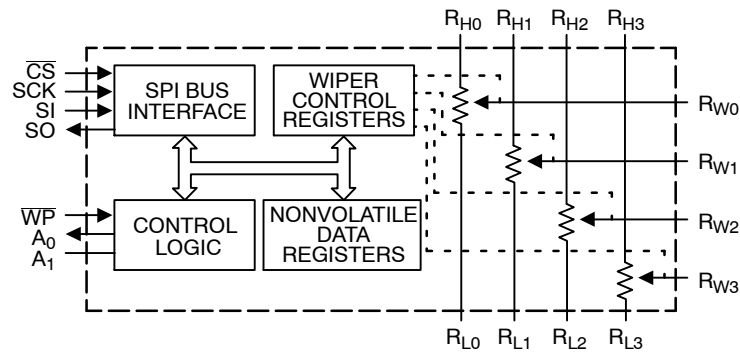 RH0 RH1 RH2 RH3
CS
SCK
SI
SO
SPI BUS
INTERFACE
WIPER
CONTROL
REGISTERS
RW0
RW1
WP
A0
A1
CONTROL
LOGIC
NONVOLATILE
DATA
REGISTERS
RW2
RW3
RL0 RL1 RL2 RL3